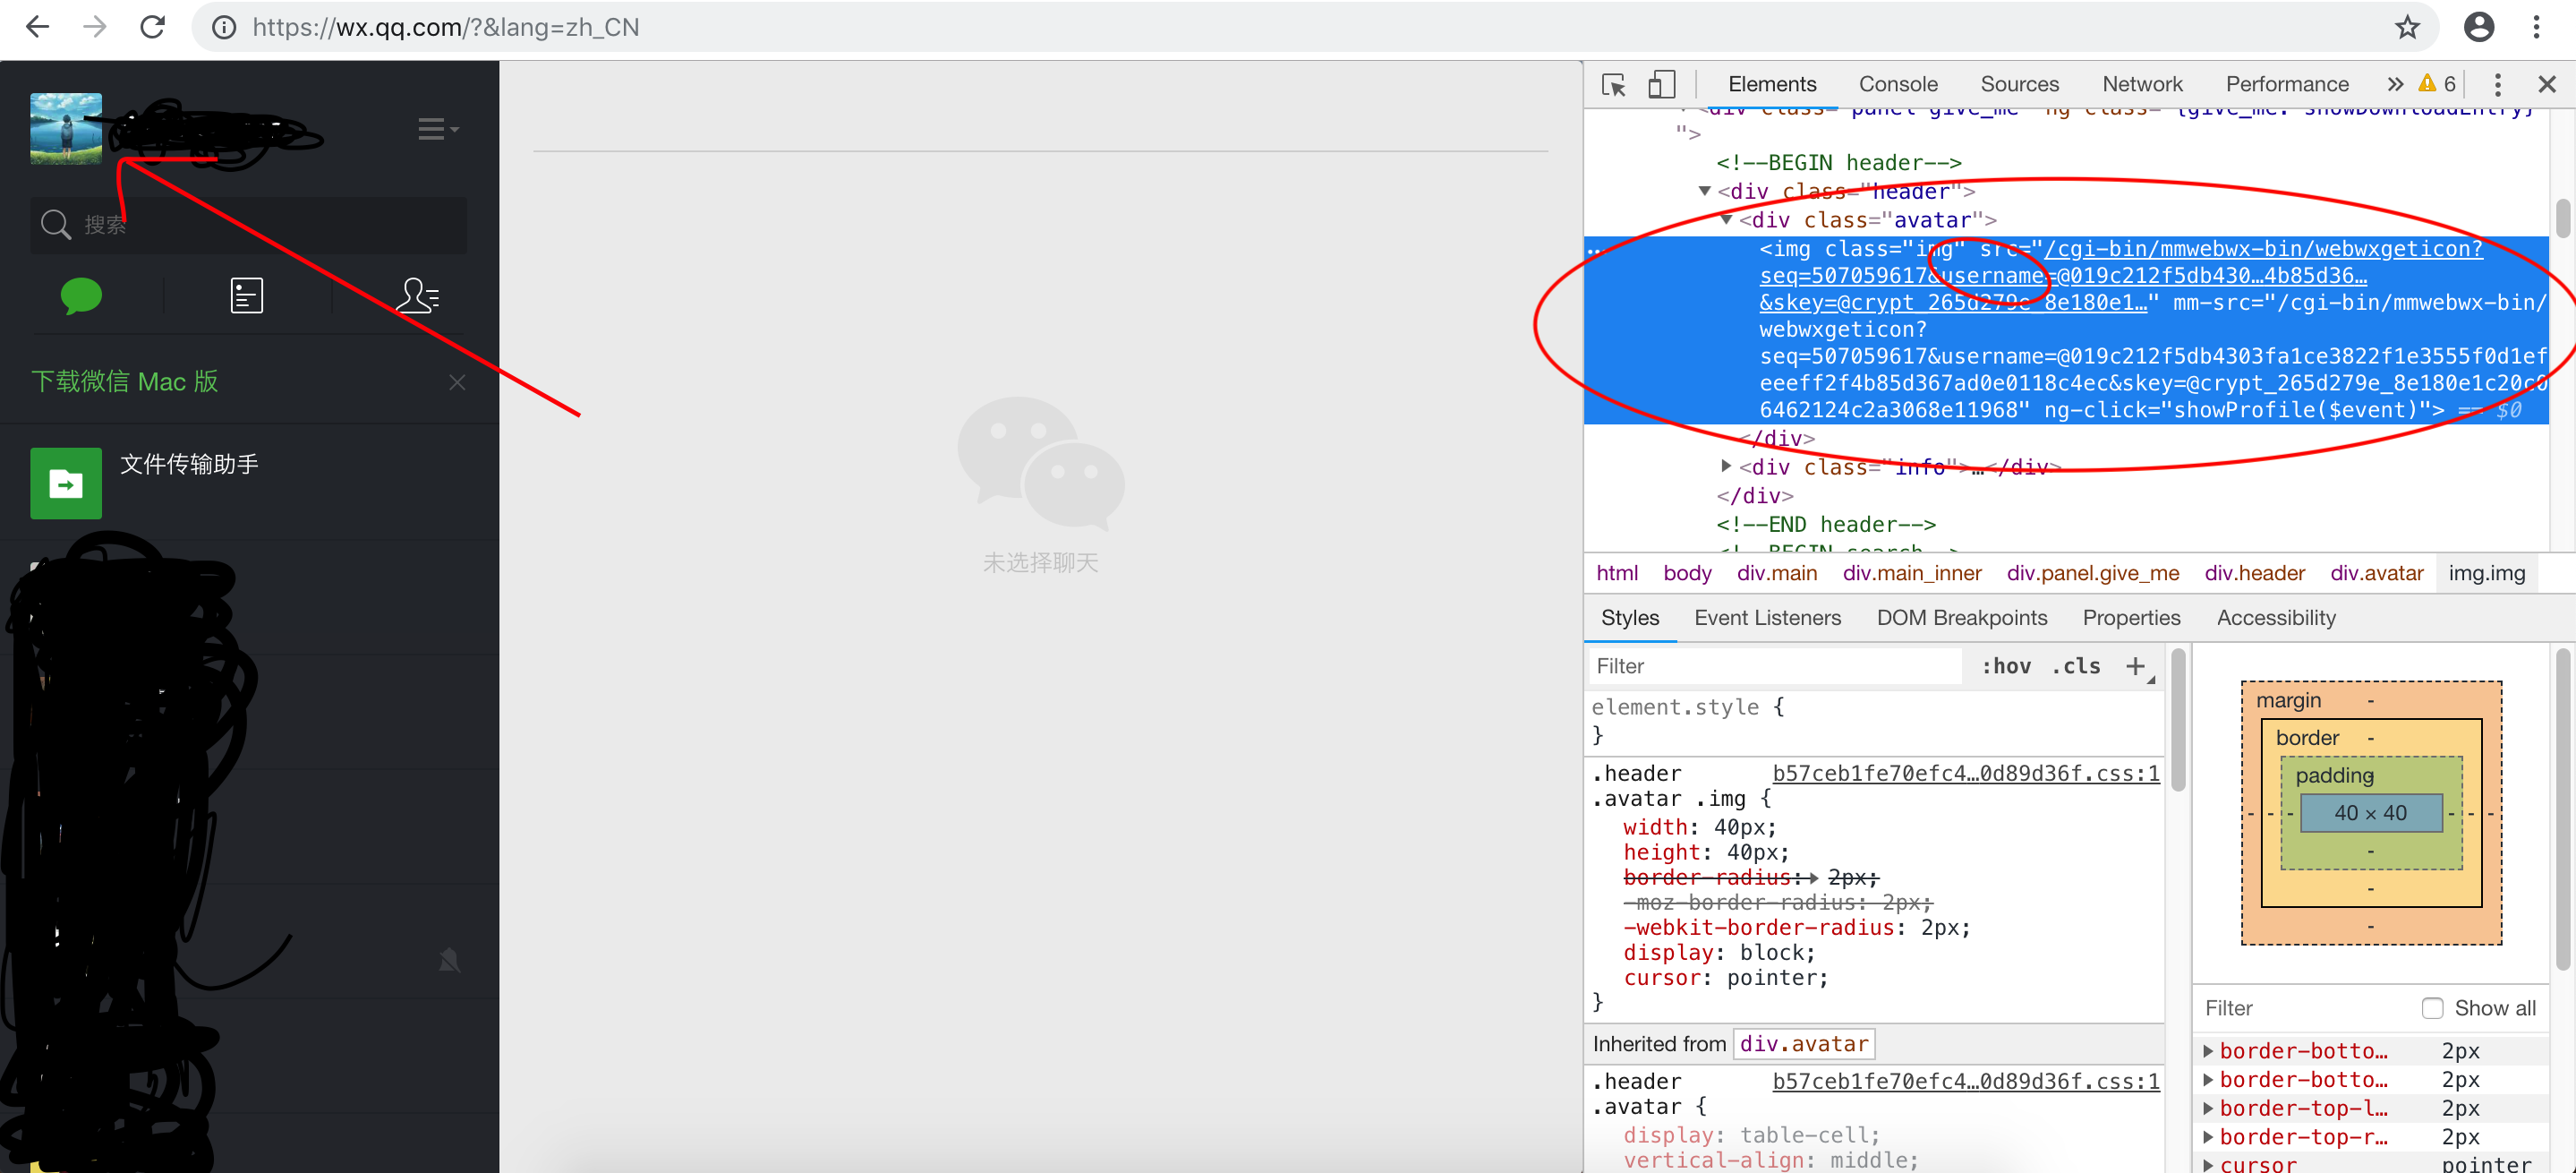 https://wx.qq.com/?&lang=zh_CN
搜索
下载微信 Mac 版
文件传输助手
未选择聊天
Elements Console Sources Network Performance » 6
<div class="panel give_me" ng-class="{give_me: showDownloadEntry}
">
<!--BEGIN header-->
<div class="header">
<div class="avatar">
<img class="img" src="/cgi-bin/mmwebwx-bin/webwxgeticon?
seq=507059617&username=@019c212f5db430…4b85d36…
&skey=@crypt_265d279e_8e180e1…" mm-src="/cgi-bin/mmwebwx-bin/
webwxgeticon?
seq=507059617&username=@019c212f5db4303fa1ce3822f1e3555f0d1ef
eeeff2f4b85d367ad0e0118c4ec&skey=@crypt_265d279e_8e180e1c20c0
6462124c2a3068e11968" ng-click="showProfile($event)"> == $0
</div>
<div class="info">…</div>
</div>
<!--END header-->
<!--BEGIN search-->
html body div.main div.main_inner div.panel.give_me div.header div.avatar img.img
Styles Event Listeners DOM Breakpoints Properties Accessibility
Filter :hov .cls +
element.style {
}
.header b57ceb1fe70efc4…0d89d36f.css:1
.avatar .img {
width: 40px;
height: 40px;
border-radius: 2px;
-moz-border-radius: 2px;
-webkit-border-radius: 2px;
display: block;
cursor: pointer;
}
Inherited from div.avatar
.header b57ceb1fe70efc4…0d89d36f.css:1
.avatar {
display: table-cell;
vertical-align: middle;
margin -
border -
padding -
- - - 40 × 40 - - -
-
-
-
Filter Show all
border-botto… 2px
border-botto… 2px
border-top-l… 2px
border-top-r… 2px
cursor pointer